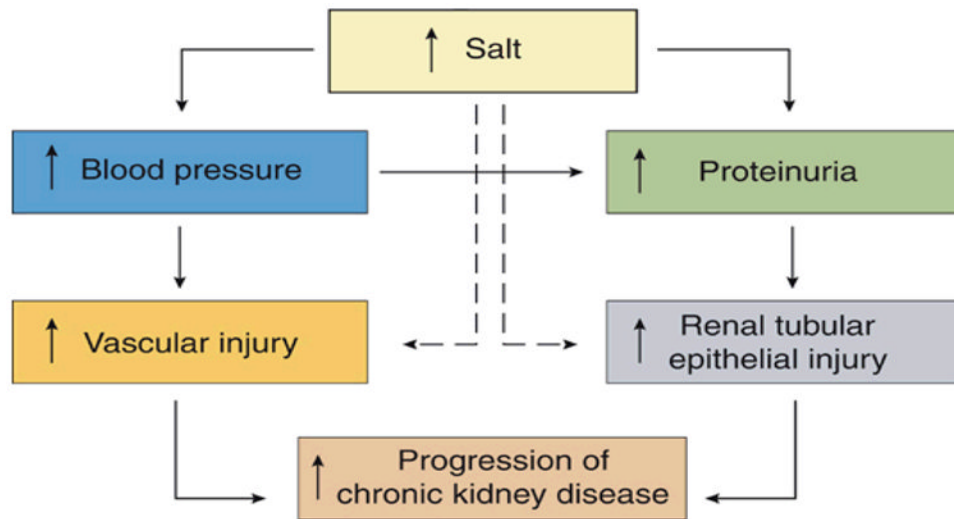 ↑ Salt
↑ Blood pressure
↑ Proteinuria
↑ Vascular injury
↑ Renal tubular
epithelial injury
↑ Progression of
chronic kidney disease